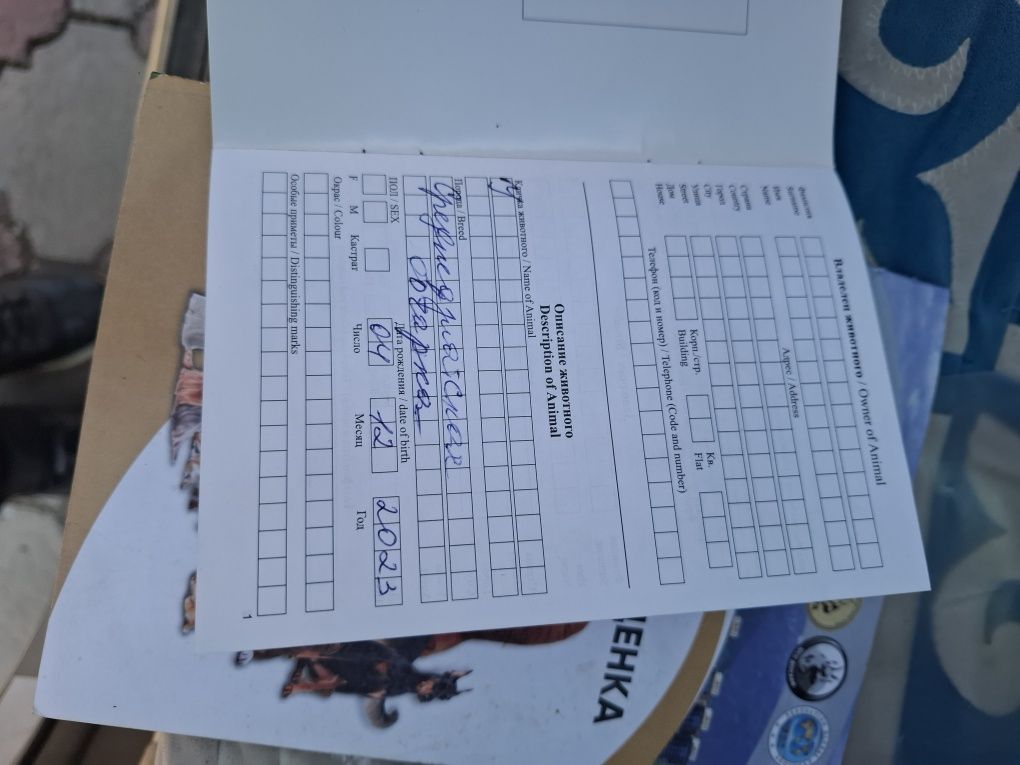 Владелец животного / Owner of Animal
Фамилия
Surname
Имя
Name
Адрес / Address
Страна
Country
Город
City
Улица
Street
Дом
House
Корп./стр.
Building
Кв.
Flat
Телефон (код и номер) / Telephone (Code and number)
Описание животного
Description of Animal
Кличка животного / Name of Animal
Порода / Breed
Среднеазиатская
овчарка
ПОЛ / SEX
Дата рождения / date of birth
04 12 2023
F M Кастрат Число Месяц Год
Окрас / Colour
Особые приметы / Distinguishing marks
1
ЩЕНКА